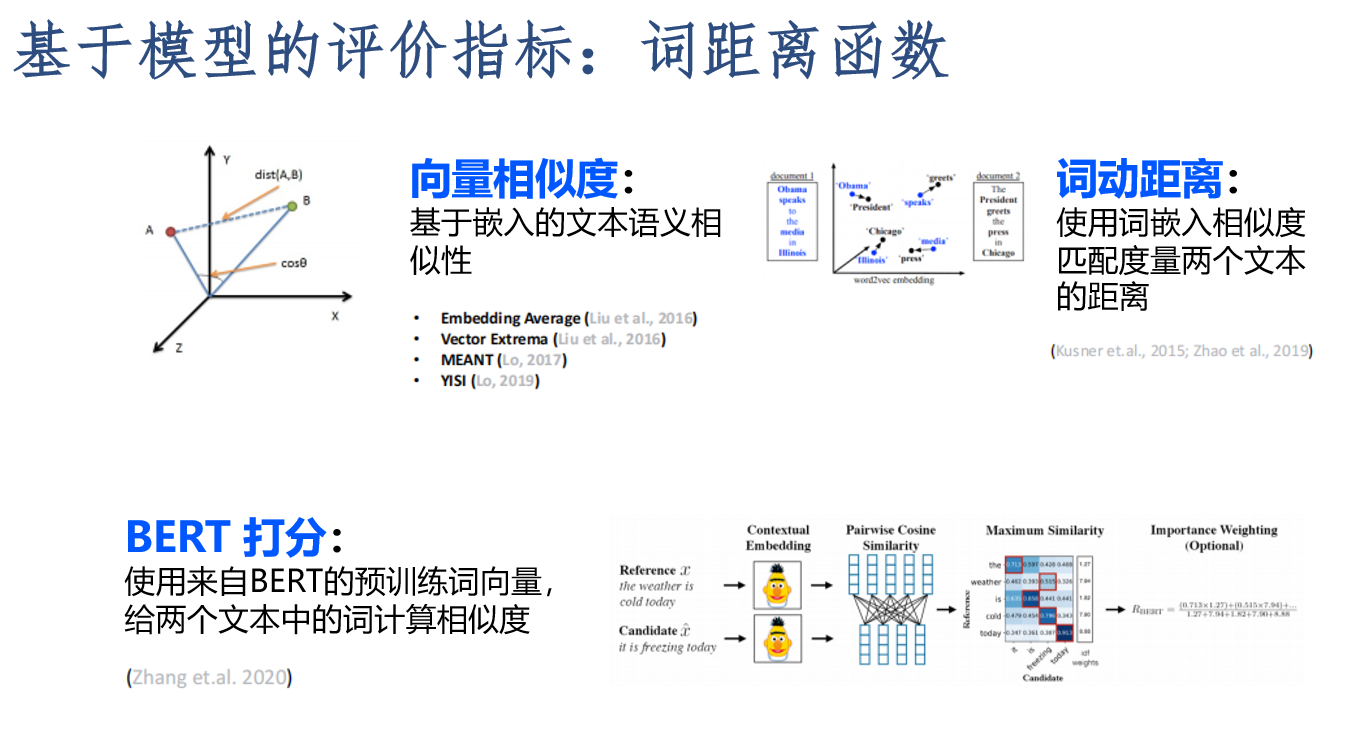 基于模型的评价指标：词距离函数
Y
dist(A,B)
B
A
cosθ
X
Z
向量相似度：
基于嵌入的文本语义相
似性
• Embedding Average (Liu et al., 2016)
• Vector Extrema (Liu et al., 2016)
• MEANT (Lo, 2017)
• YISI (Lo, 2019)
document 1
Obama
speaks
to
the
media
in
Illinois
'Obama'
'President'
'greets'
'speaks'
'Chicago'
'Illinois'
'media'
'press'
word2vec embedding
document 2
The
President
greets
the
press
in
Chicago
词动距离：
使用词嵌入相似度
匹配度量两个文本
的距离
(Kusner et.al., 2015; Zhao et al., 2019)
BERT 打分：
使用来自BERT的预训练词向量，
给两个文本中的词计算相似度
(Zhang et.al. 2020)
Reference x
the weather is
cold today
Candidate x̂
it is freezing today
Contextual
Embedding
Pairwise Cosine
Similarity
Maximum Similarity
Reference
the 0.713 0.597 0.428 0.408 1.27
weather 0.462 0.393 0.515 0.326 7.94
is 0.635 0.858 0.441 0.441 1.82
cold 0.479 0.454 0.796 0.343 7.90
today 0.347 0.361 0.307 0.913 8.88
it is freezing today
idf
weights
Candidate
Importance Weighting
(Optional)
R_BERT = (0.713×1.27)+(0.515×7.94)+... / 1.27+7.94+1.82+7.90+8.88